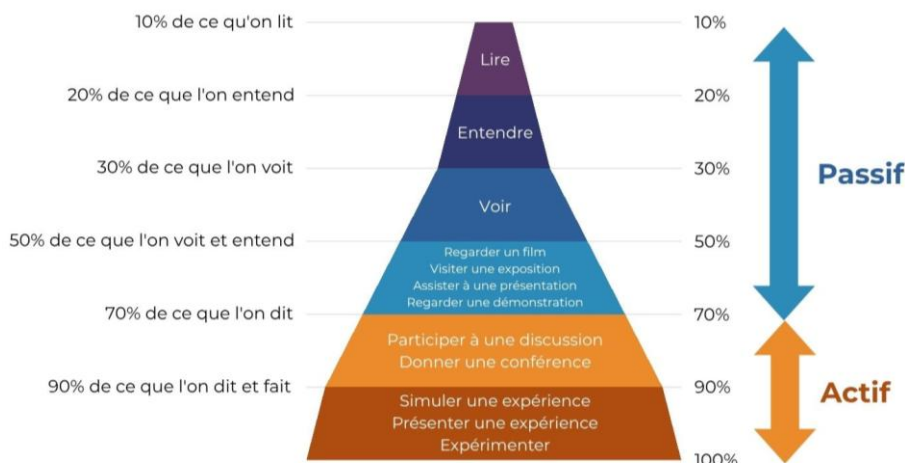 10% de ce qu'on lit
10%
Lire
20% de ce que l'on entend
20%
Entendre
30% de ce que l'on voit
30%
Passif
Voir
50% de ce que l'on voit et entend
50%
Regarder un film
Visiter une exposition
Assister à une présentation
Regarder une démonstration
70% de ce que l'on dit
70%
Participer à une discussion
Donner une conférence
90% de ce que l'on dit et fait
90%
Actif
Simuler une expérience
Présenter une expérience
Expérimenter
100%